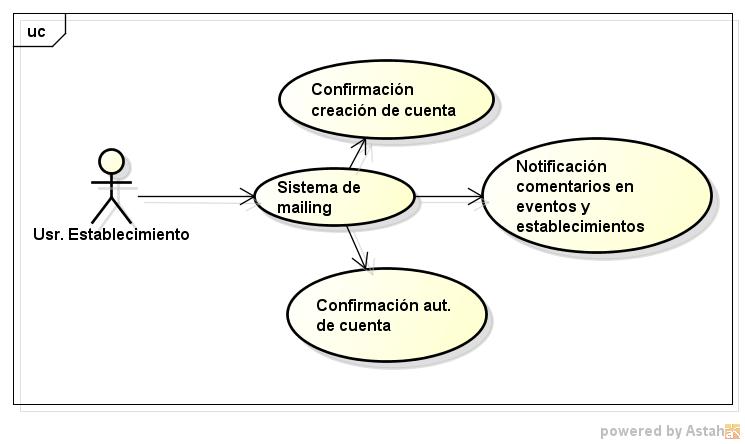 uc
Confirmación
creación de cuenta
Sistema de
mailing
Notificación
comentarios en
eventos y
establecimientos
Usr. Establecimiento
Confirmación aut.
de cuenta
powered by Astah